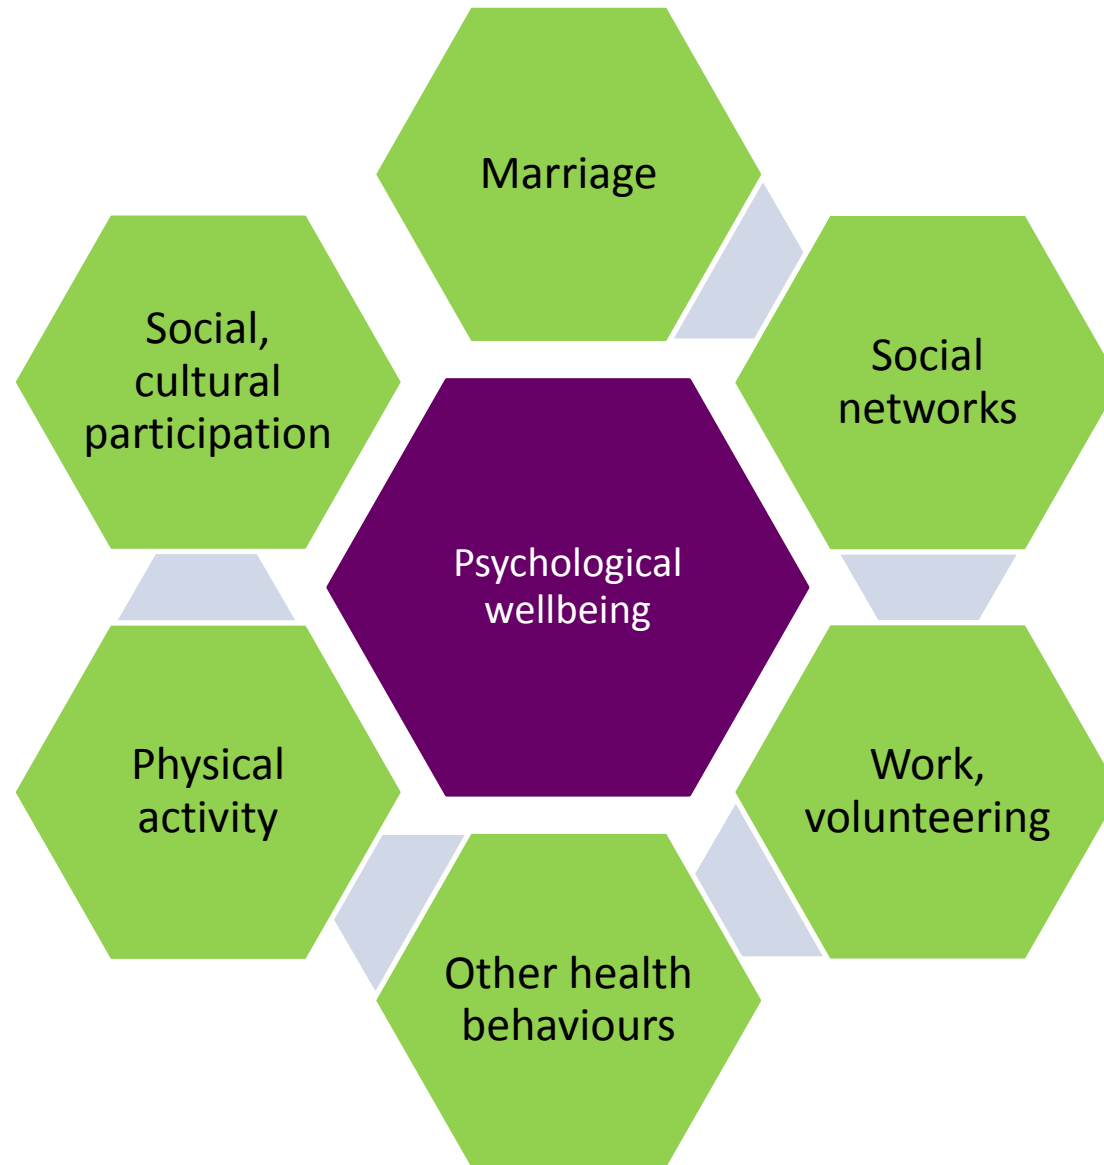 Marriage
Social,
cultural
participation
Social
networks
Psychological
wellbeing
Physical
activity
Work,
volunteering
Other health
behaviours